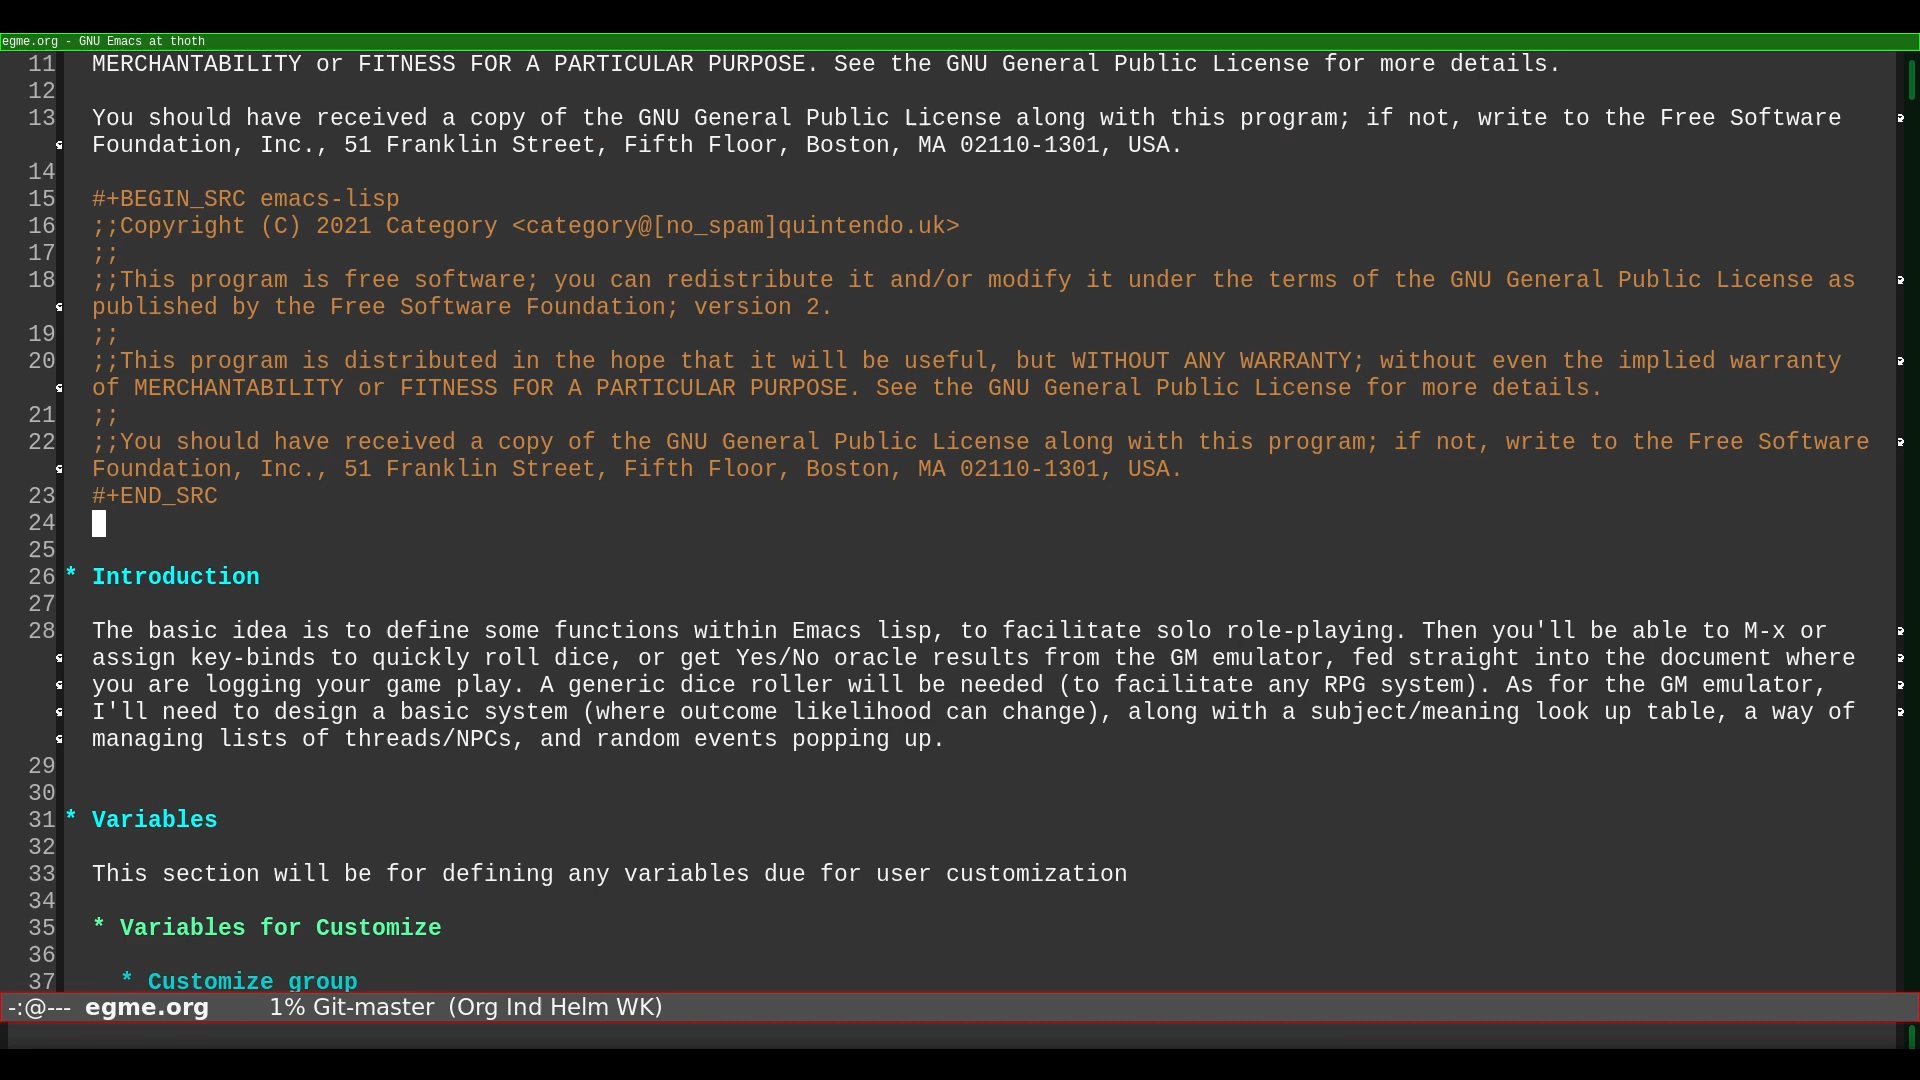 egme.org - GNU Emacs at thoth
11 MERCHANTABILITY or FITNESS FOR A PARTICULAR PURPOSE. See the GNU General Public License for more details.
12
13 You should have received a copy of the GNU General Public License along with this program; if not, write to the Free Software
Foundation, Inc., 51 Franklin Street, Fifth Floor, Boston, MA 02110-1301, USA.
14
15 #+BEGIN_SRC emacs-lisp
16 ;;Copyright (C) 2021 Category <category@[no_spam]quintendo.uk>
17 ;;
18 ;;This program is free software; you can redistribute it and/or modify it under the terms of the GNU General Public License as
published by the Free Software Foundation; version 2.
19 ;;
20 ;;This program is distributed in the hope that it will be useful, but WITHOUT ANY WARRANTY; without even the implied warranty
of MERCHANTABILITY or FITNESS FOR A PARTICULAR PURPOSE. See the GNU General Public License for more details.
21 ;;
22 ;;You should have received a copy of the GNU General Public License along with this program; if not, write to the Free Software
Foundation, Inc., 51 Franklin Street, Fifth Floor, Boston, MA 02110-1301, USA.
23 #+END_SRC
24
25
26 * Introduction
27
28 The basic idea is to define some functions within Emacs lisp, to facilitate solo role-playing. Then you'll be able to M-x or
assign key-binds to quickly roll dice, or get Yes/No oracle results from the GM emulator, fed straight into the document where
you are logging your game play. A generic dice roller will be needed (to facilitate any RPG system). As for the GM emulator,
I'll need to design a basic system (where outcome likelihood can change), along with a subject/meaning look up table, a way of
managing lists of threads/NPCs, and random events popping up.
29
30
31 * Variables
32
33 This section will be for defining any variables due for user customization
34
35 * Variables for Customize
36
37 * Customize group
-:@--- egme.org 1% Git-master (Org Ind Helm WK)